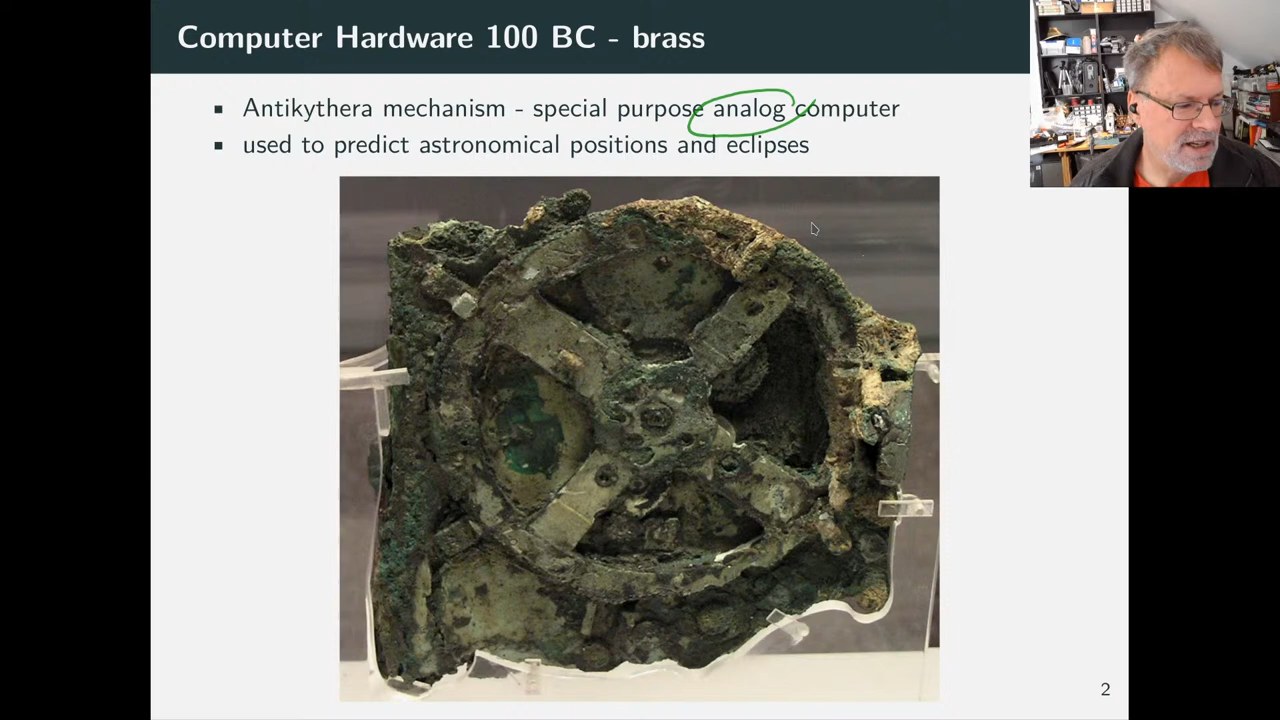 Computer Hardware 100 BC - brass
▪ Antikythera mechanism - special purpose analog computer
▪ used to predict astronomical positions and eclipses
2